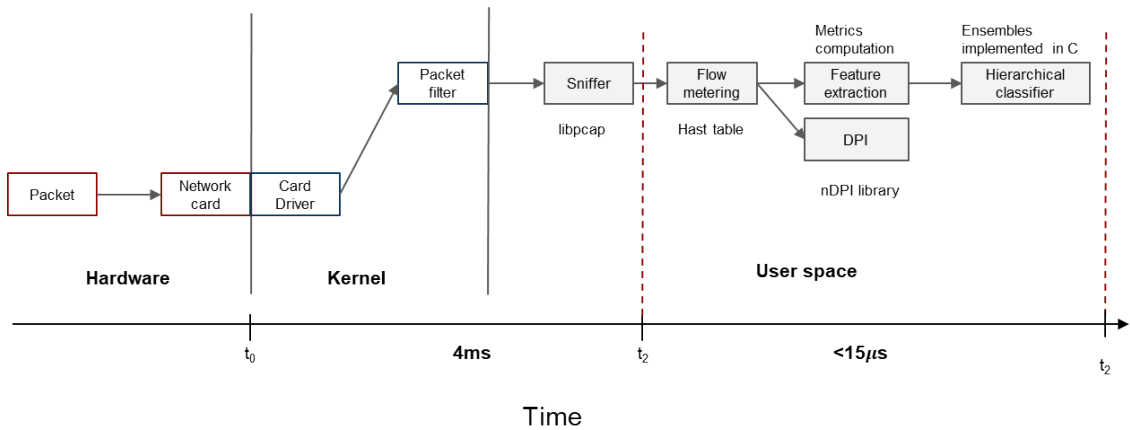 Metrics
computation
Ensembles
implemented in C
Packet
filter
Sniffer
Flow
metering
Feature
extraction
Hierarchical
classifier
libpcap
Hast table
DPI
nDPI library
Packet
Network
card
Card
Driver
Hardware
Kernel
User space
t0
4ms
t2
<15μs
t2
Time